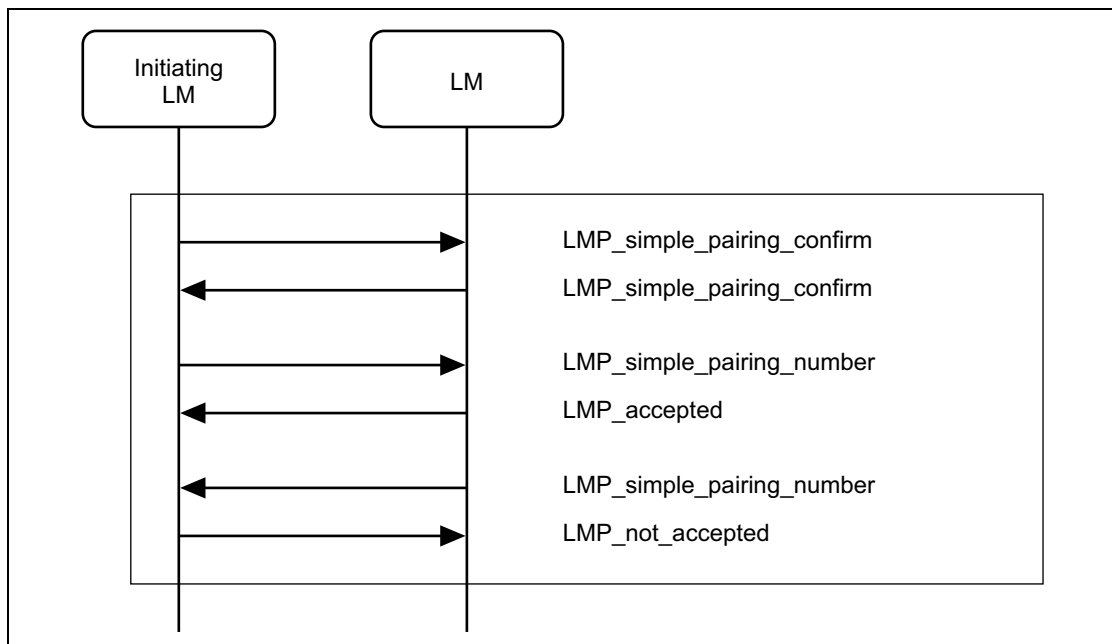 Initiating
LM
LM
LMP_simple_pairing_confirm
LMP_simple_pairing_confirm
LMP_simple_pairing_number
LMP_accepted
LMP_simple_pairing_number
LMP_not_accepted